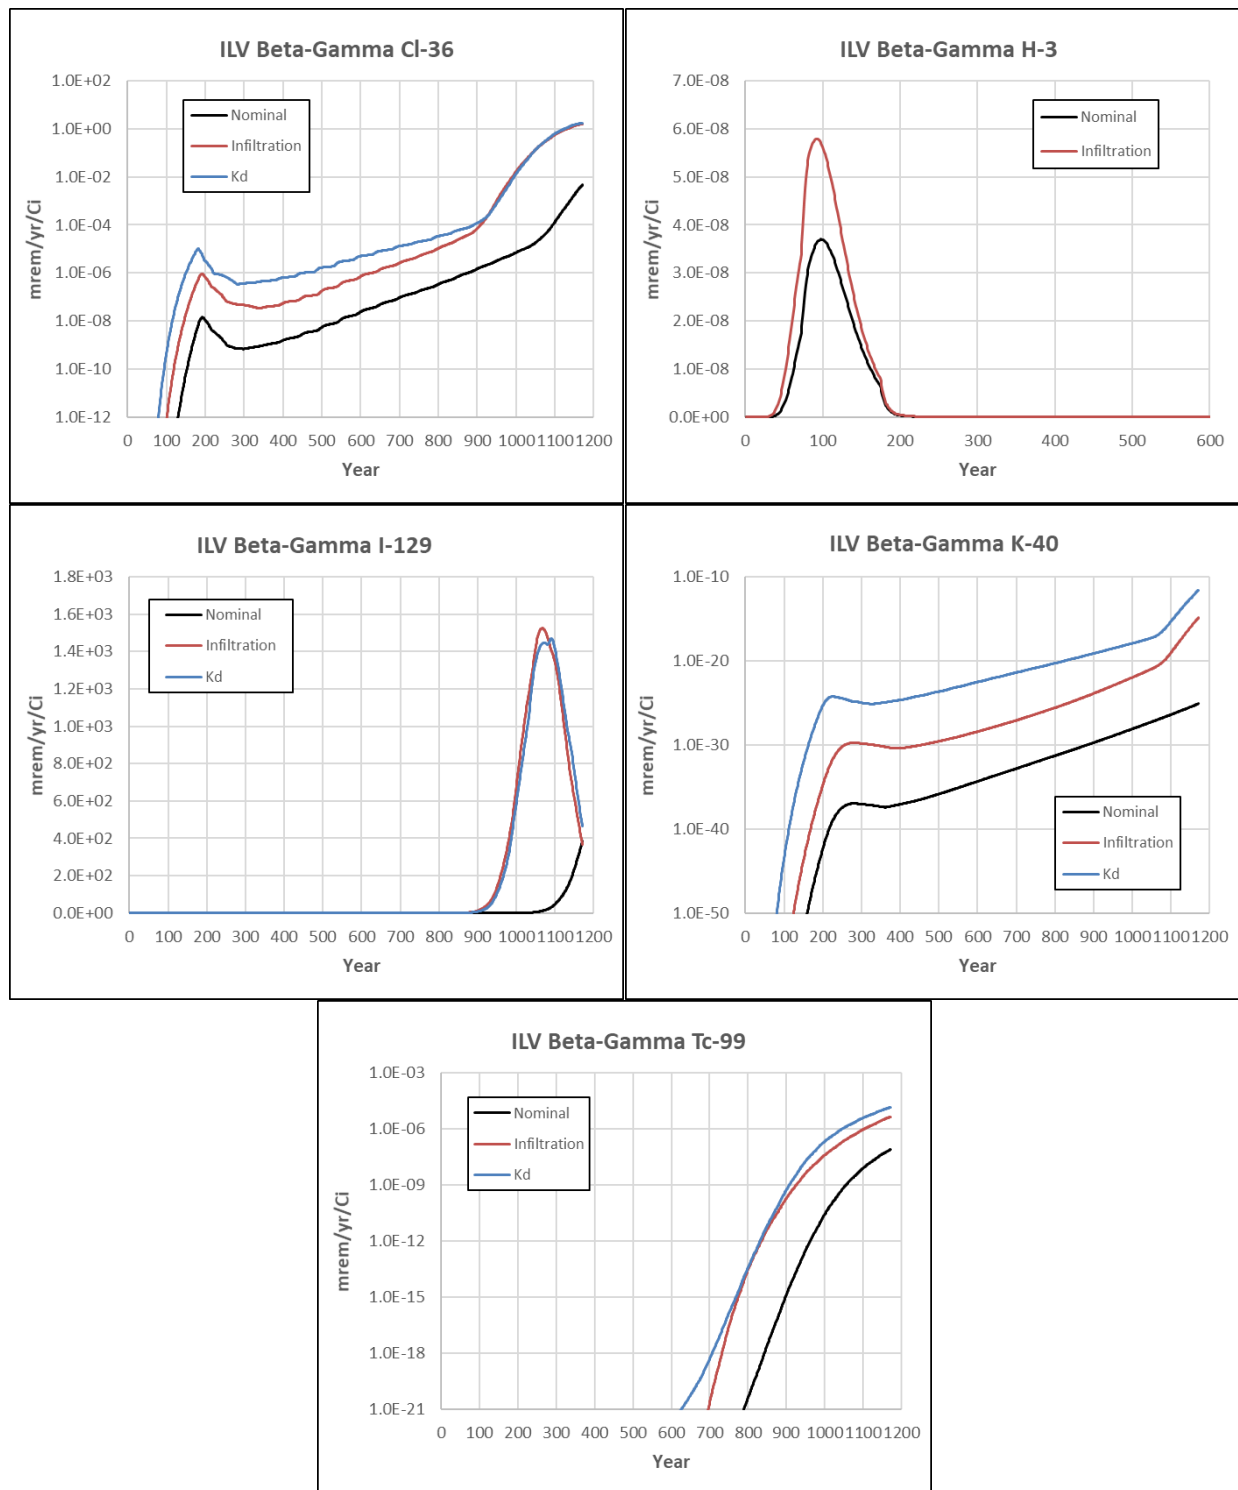 ILV Beta-Gamma Cl-36
1.0E+02
1.0E+00
1.0E-02
1.0E-04
1.0E-06
1.0E-08
1.0E-10
1.0E-12
mrem/yr/Ci
Nominal
Infiltration
Kd
0 100 200 300 400 500 600 700 800 900 1000 1100 1200
Year
ILV Beta-Gamma H-3
7.0E-08
6.0E-08
5.0E-08
4.0E-08
3.0E-08
2.0E-08
1.0E-08
0.0E+00
mrem/yr/Ci
Nominal
Infiltration
0 100 200 300 400 500 600
Year
ILV Beta-Gamma I-129
1.8E+03
1.6E+03
1.4E+03
1.2E+03
1.0E+03
8.0E+02
6.0E+02
4.0E+02
2.0E+02
0.0E+00
mrem/yr/Ci
Nominal
Infiltration
Kd
0 100 200 300 400 500 600 700 800 900 1000 1100 1200
Year
ILV Beta-Gamma K-40
1.0E-10
1.0E-20
1.0E-30
1.0E-40
1.0E-50
mrem/yr/Ci
Nominal
Infiltration
Kd
0 100 200 300 400 500 600 700 800 900 1000 1100 1200
Year
ILV Beta-Gamma Tc-99
1.0E-03
1.0E-06
1.0E-09
1.0E-12
1.0E-15
1.0E-18
1.0E-21
mrem/yr/Ci
Nominal
Infiltration
Kd
0 100 200 300 400 500 600 700 800 900 1000 1100 1200
Year